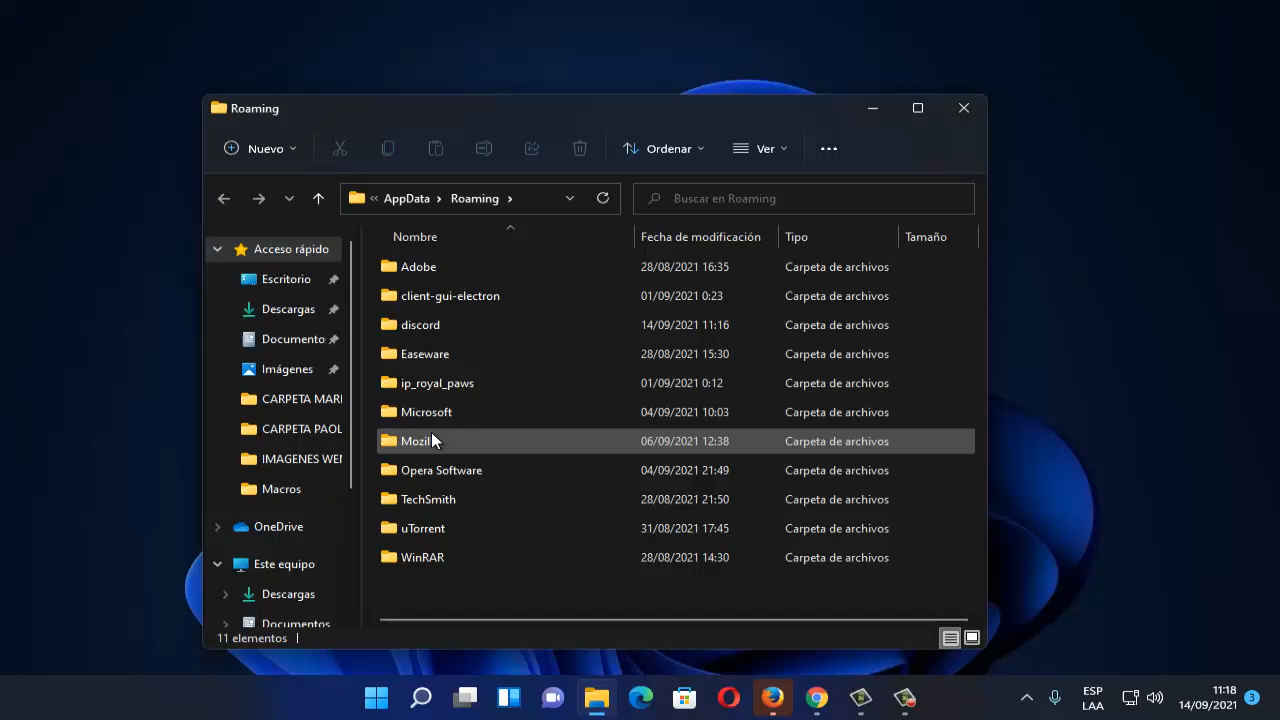 Roaming
Nuevo
Ordenar
Ver
« AppData › Roaming ›
Buscar en Roaming
Nombre Fecha de modificación Tipo Tamaño
Acceso rápido
Escritorio
Descargas
Documento
Imágenes
CARPETA MARI
CARPETA PAOL
IMAGENES WE
Macros
OneDrive
Este equipo
Descargas
Documentos
Adobe 28/08/2021 16:35 Carpeta de archivos
client-gui-electron 01/09/2021 0:23 Carpeta de archivos
discord 14/09/2021 11:16 Carpeta de archivos
Easeware 28/08/2021 15:30 Carpeta de archivos
ip_royal_paws 01/09/2021 0:12 Carpeta de archivos
Microsoft 04/09/2021 10:03 Carpeta de archivos
Mozil 06/09/2021 12:38 Carpeta de archivos
Opera Software 04/09/2021 21:49 Carpeta de archivos
TechSmith 28/08/2021 21:50 Carpeta de archivos
uTorrent 31/08/2021 17:45 Carpeta de archivos
WinRAR 28/08/2021 14:30 Carpeta de archivos
11 elementos
ESP
LAA
11:18
14/09/2021
3